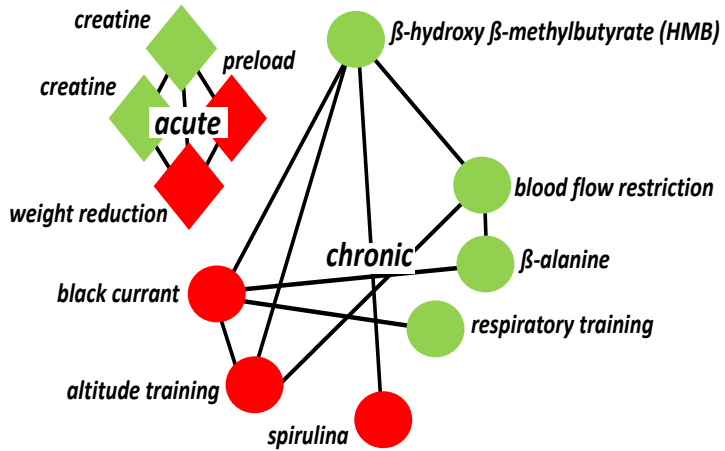 creatine
preload
creatine
acute
weight reduction
ß-hydroxy ß-methylbutyrate (HMB)
blood flow restriction
chronic
ß-alanine
black currant
respiratory training
altitude training
spirulina